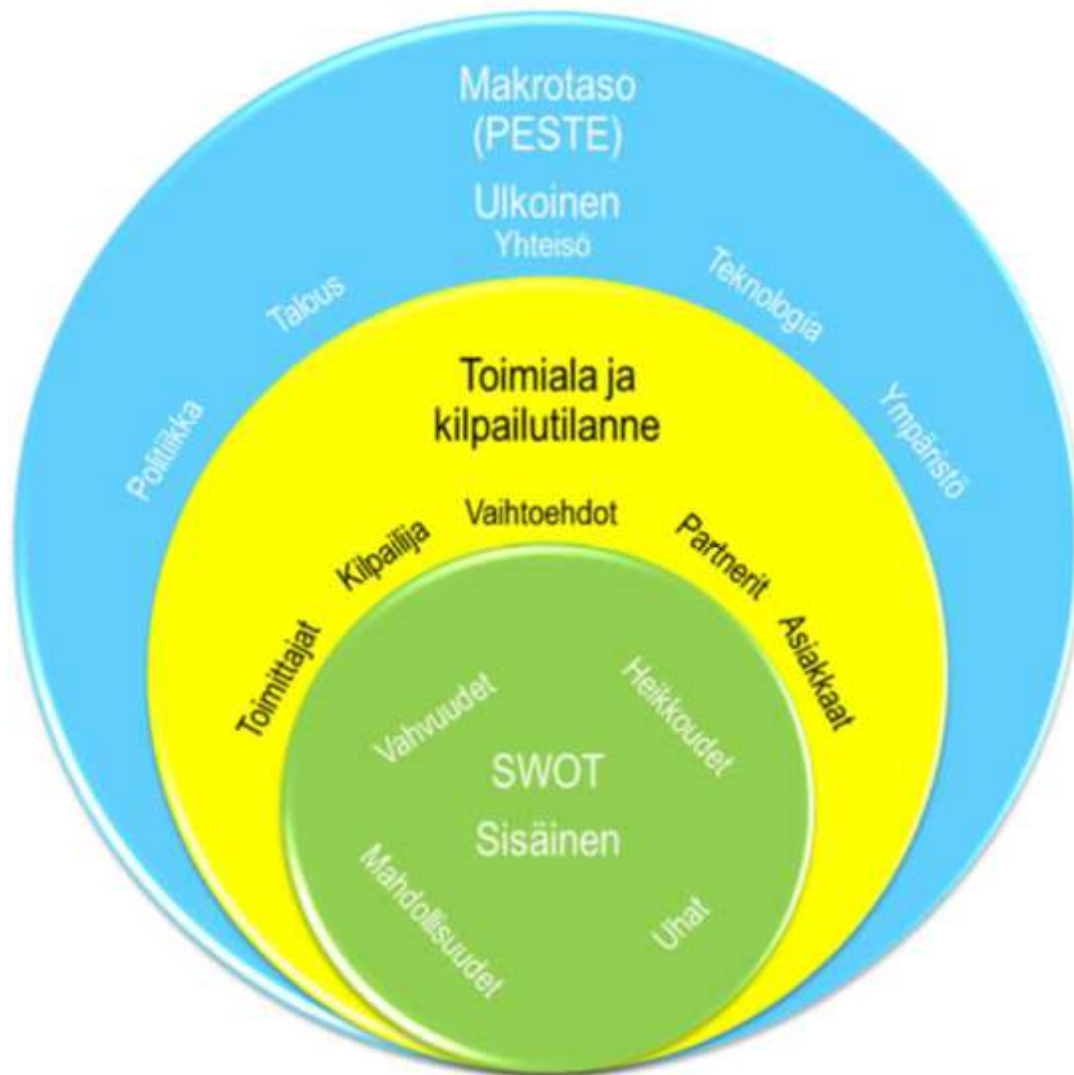 Makrotaso
(PESTE)
Ulkoinen
Yhteisö
Talous
Teknologia
Politiikka
Ympäristö
Toimiala ja
kilpailutilanne
Vaihtoehdot
Kilpailija
Partnerit
Toimittajat
Asiakkaat
Vahvuudet
Heikkoudet
SWOT
Sisäinen
Mahdollisuudet
Uhat